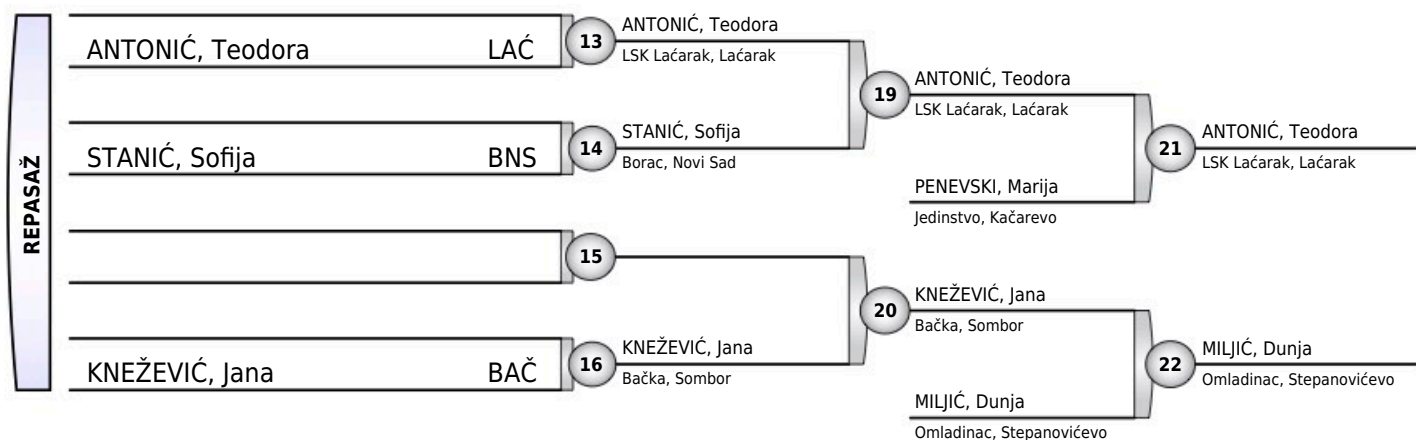 REPASAŽ
ANTONIĆ, Teodora LAĆ
STANIĆ, Sofija BNS
KNEŽEVIĆ, Jana BAČ
13
ANTONIĆ, Teodora
LSK Laćarak, Laćarak
14
STANIĆ, Sofija
Borac, Novi Sad
15
16
KNEŽEVIĆ, Jana
Bačka, Sombor
19
ANTONIĆ, Teodora
LSK Laćarak, Laćarak
PENEVSKI, Marija
Jedinstvo, Kačarevo
20
KNEŽEVIĆ, Jana
Bačka, Sombor
MILJIĆ, Dunja
Omladinac, Stepanovićevo
21
ANTONIĆ, Teodora
LSK Laćarak, Laćarak
22
MILJIĆ, Dunja
Omladinac, Stepanovićevo